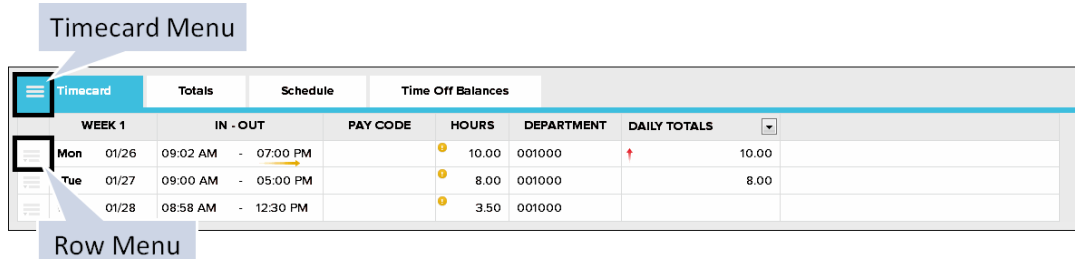 Timecard Menu
Timecard Totals Schedule Time Off Balances
WEEK 1 IN - OUT PAY CODE HOURS DEPARTMENT DAILY TOTALS
Mon 01/26 09:02 AM - 07:00 PM 10.00 001000 10.00
Tue 01/27 09:00 AM - 05:00 PM 8.00 001000 8.00
01/28 08:58 AM - 12:30 PM 3.50 001000
Row Menu